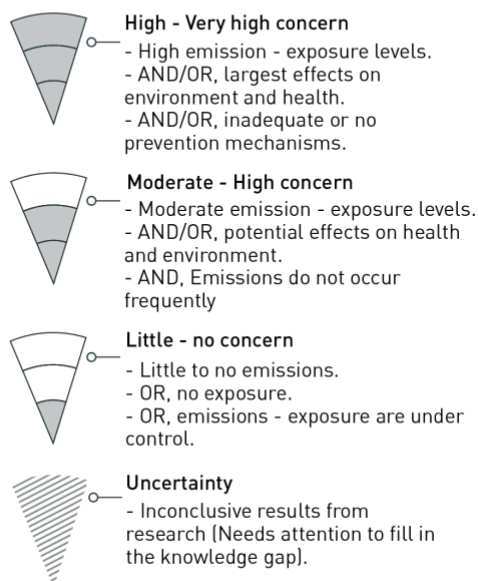 High - Very high concern
- High emission - exposure levels.
- AND/OR, largest effects on
environment and health.
- AND/OR, inadequate or no
prevention mechanisms.
Moderate - High concern
- Moderate emission - exposure levels.
- AND/OR, potential effects on health
and environment.
- AND, Emissions do not occur
frequently
Little - no concern
- Little to no emissions.
- OR, no exposure.
- OR, emissions - exposure are under
control.
Uncertainty
- Inconclusive results from
research (Needs attention to fill in
the knowledge gap).